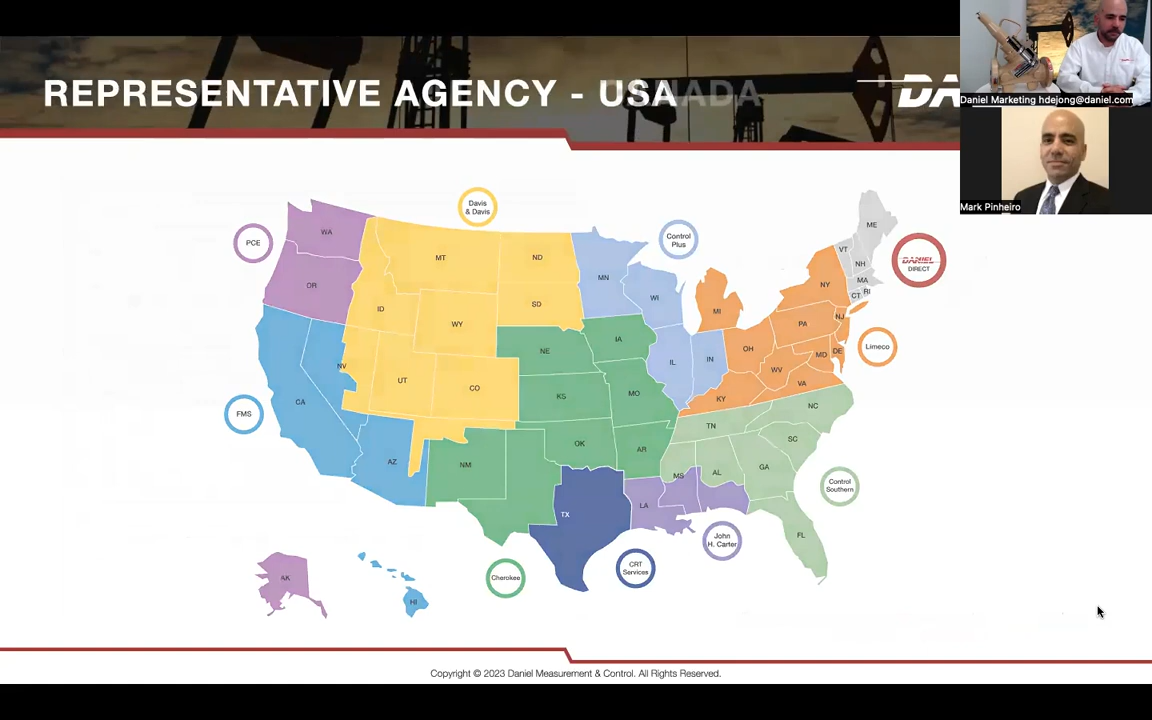 REPRESENTATIVE AGENCY - USA
DA
Daniel Marketing hdejong@daniel.com
Mark Pinheiro
Davis
& Davis
PCE
Control
Plus
DANIEL
DIRECT
Limeco
FMS
Control
Southern
John
H. Carter
CRT
Services
Cherokee
WA
OR
MT
ND
ID
WY
SD
MN
WI
MI
ME
VT
NH
MA
CT
RI
NY
NJ
PA
NV
UT
CO
NE
IA
IL
IN
OH
WV
MD
DE
VA
KY
CA
KS
MO
TN
NC
SC
AZ
NM
OK
AR
MS
AL
GA
TX
LA
FL
AK
HI
Copyright © 2023 Daniel Measurement & Control. All Rights Reserved.